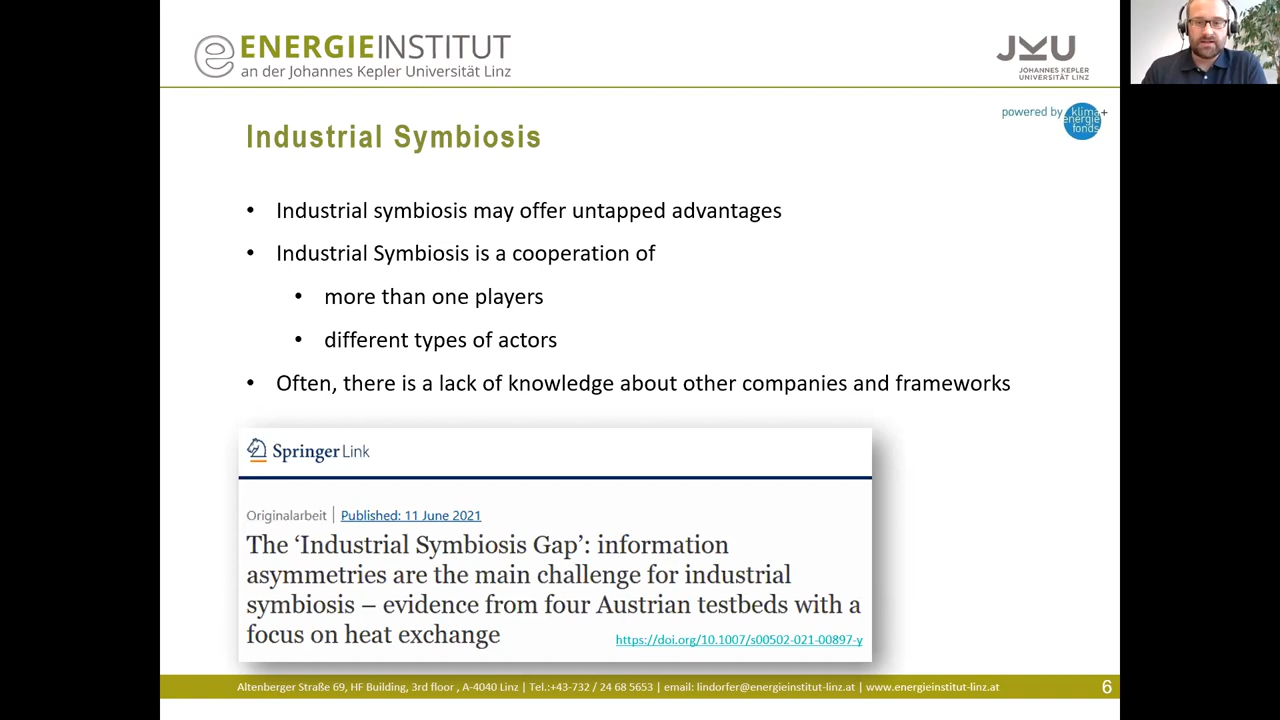 ENERGIEINSTITUT
an der Johannes Kepler Universität Linz
JKU
JOHANNES KEPLER
UNIVERSITÄT LINZ
powered by klima+
energie
fonds
Industrial Symbiosis
• Industrial symbiosis may offer untapped advantages
• Industrial Symbiosis is a cooperation of
• more than one players
• different types of actors
• Often, there is a lack of knowledge about other companies and frameworks
Springer Link
Originalarbeit | Published: 11 June 2021
The ‘Industrial Symbiosis Gap’: information
asymmetries are the main challenge for industrial
symbiosis – evidence from four Austrian testbeds with a
focus on heat exchange
https://doi.org/10.1007/s00502-021-00897-y
Altenberger Straße 69, HF Building, 3rd floor , A-4040 Linz | Tel.:+43-732 / 24 68 5653 | email: lindorfer@energieinstitut-linz.at | www.energieinstitut-linz.at
6